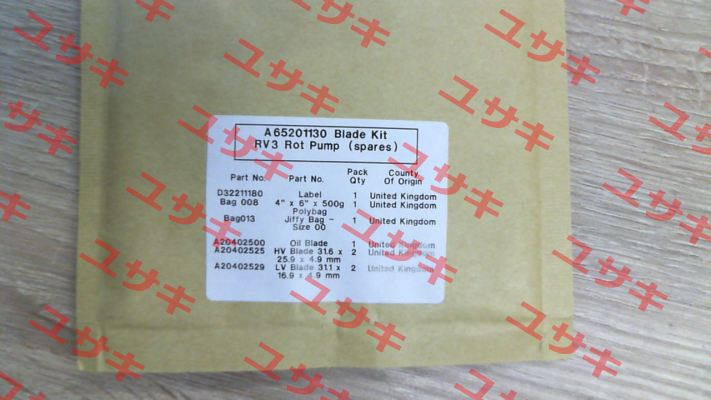 A65201130 Blade Kit
RV3 Rot Pump (spares)
Part No. Part No. Pack Qty County Of Origin
D32211180 Label 1 United Kingdom
Bag 008 4" x 6" x 500g Polybag 1 United Kingdom
Bag013 Jiffy Bag - Size 00 1 United Kingdom
A20402500 Oil Blade 1 United Kingdom
A20402525 HV Blade 31.6 x 25.9 x 4.9 mm 2 United Kingdom
A20402529 LV Blade 31.1 x 16.9 x 4.9 mm 2 United Kingdom
ユサキ